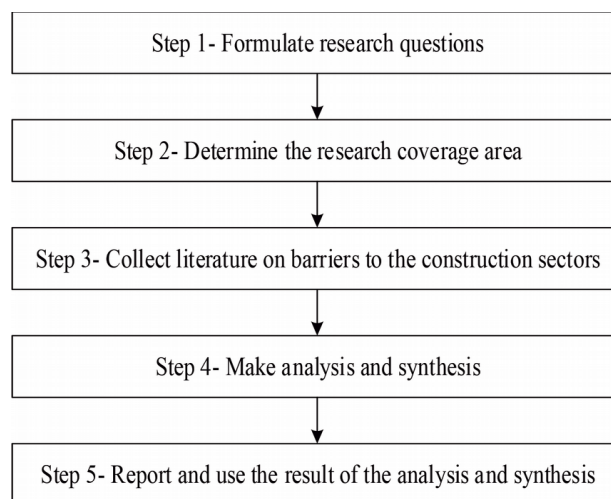 Step 1- Formulate research questions
Step 2- Determine the research coverage area
Step 3- Collect literature on barriers to the construction sectors
Step 4- Make analysis and synthesis
Step 5- Report and use the result of the analysis and synthesis